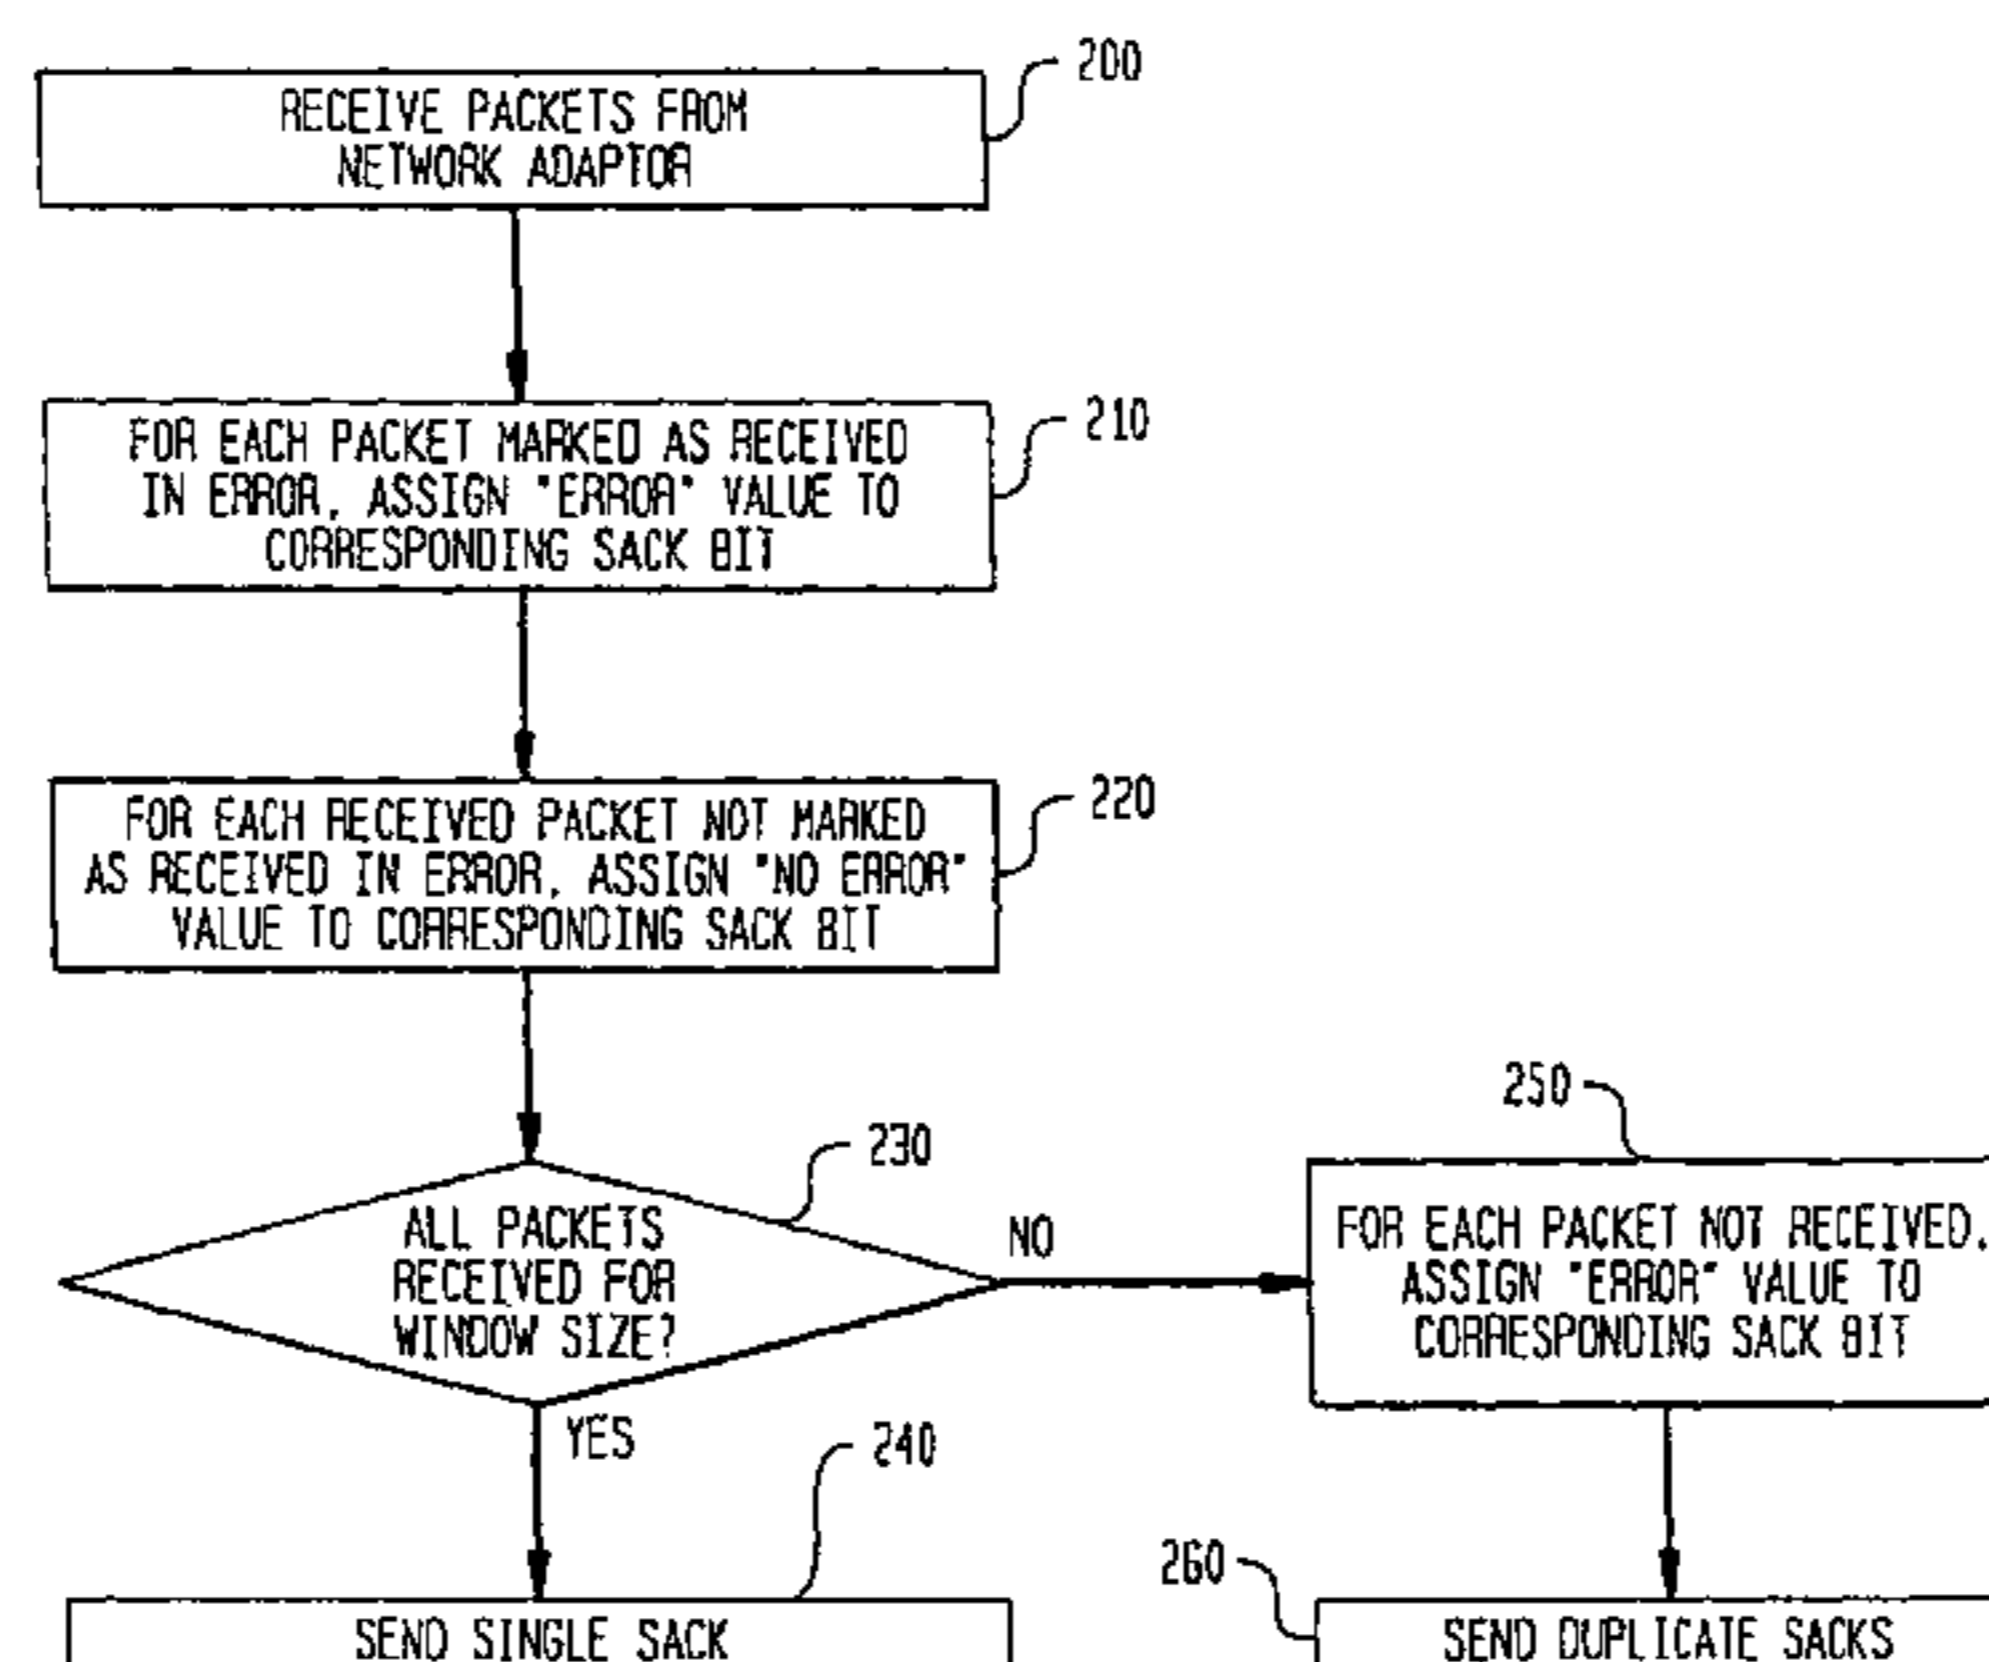 200
RECEIVE PACKETS FROM
NETWORK ADAPTOR
210
FOR EACH PACKET MARKED AS RECEIVED
IN ERROR, ASSIGN "ERROR" VALUE TO
CORRESPONDING SACK BIT
220
FOR EACH RECEIVED PACKET NOT MARKED
AS RECEIVED IN ERROR, ASSIGN "NO ERROR"
VALUE TO CORRESPONDING SACK BIT
230
ALL PACKETS
RECEIVED FOR
WINDOW SIZE?
NO
YES
250
FOR EACH PACKET NOT RECEIVED,
ASSIGN "ERROR" VALUE TO
CORRESPONDING SACK BIT
240
SEND SINGLE SACK
260
SEND DUPLICATE SACKS